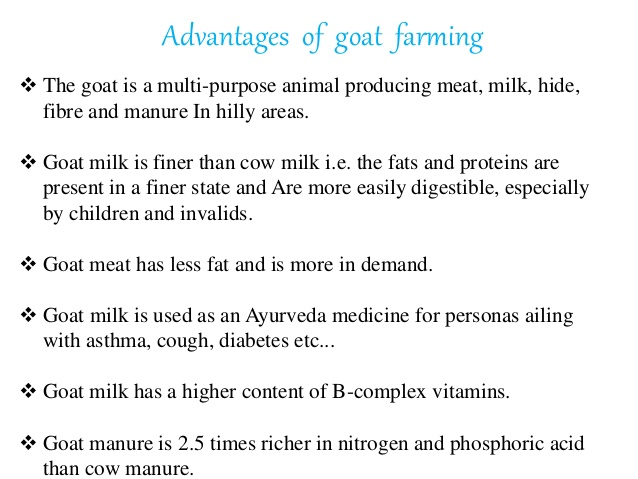 Advantages of goat farming
❖ The goat is a multi-purpose animal producing meat, milk, hide,
fibre and manure In hilly areas.
❖ Goat milk is finer than cow milk i.e. the fats and proteins are
present in a finer state and Are more easily digestible, especially
by children and invalids.
❖ Goat meat has less fat and is more in demand.
❖ Goat milk is used as an Ayurveda medicine for personas ailing
with asthma, cough, diabetes etc...
❖ Goat milk has a higher content of B-complex vitamins.
❖ Goat manure is 2.5 times richer in nitrogen and phosphoric acid
than cow manure.